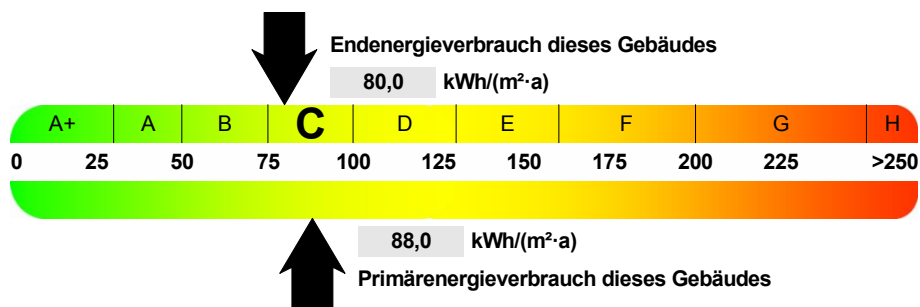 Endenergieverbrauch dieses Gebäudes
80,0 kWh/(m²·a)
A+ A B C D E F G H
0 25 50 75 100 125 150 175 200 225 >250
88,0 kWh/(m²·a)
Primärenergieverbrauch dieses Gebäudes